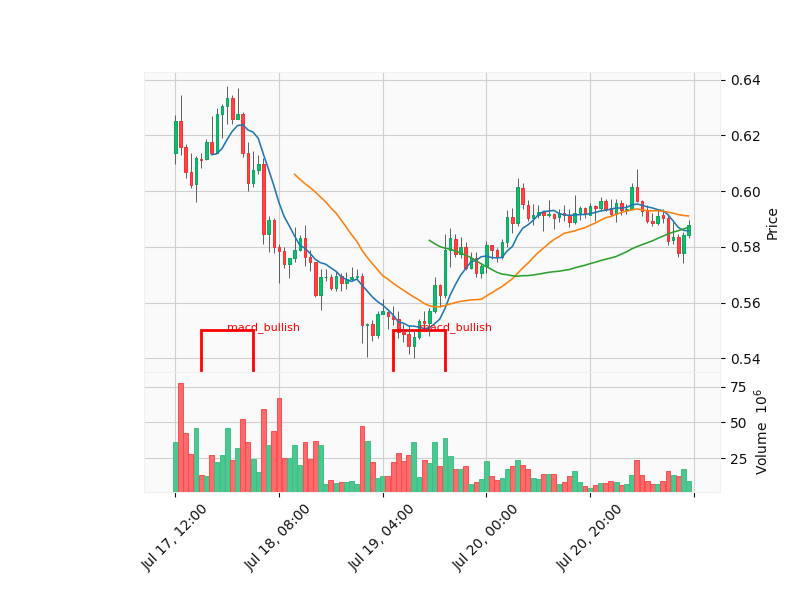 0.64
0.62
0.60
0.58
0.56
0.54
Price
macd_bullish
macd_bullish
75
50
25
Volume 10⁶
Jul 17, 12:00
Jul 18, 08:00
Jul 19, 04:00
Jul 20, 00:00
Jul 20, 20:00